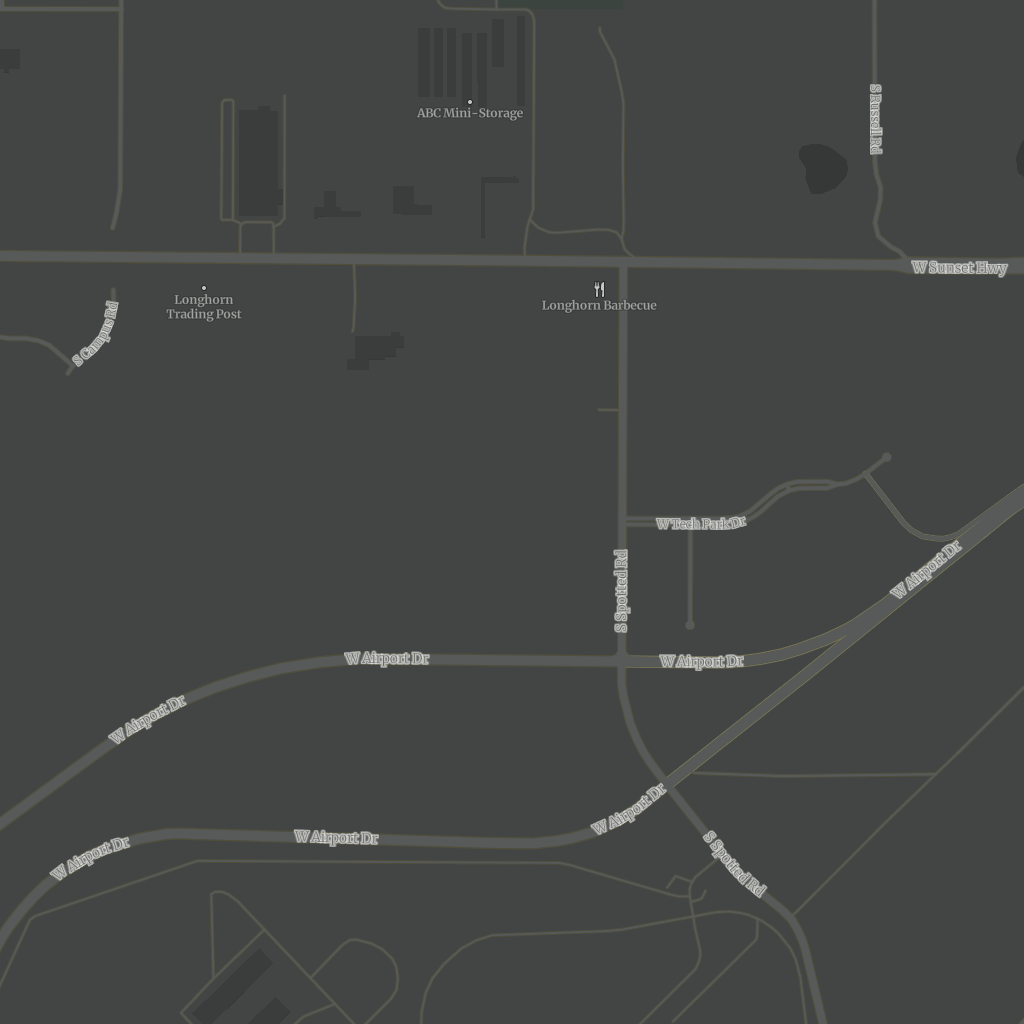 ABC Mini-Storage
S Russell Rd
W Sunset Hwy
Longhorn
Trading Post
Longhorn Barbecue
S Campus Rd
W Tech Park Dr
W Airport Dr
S Spotted Rd
W Airport Dr
W Airport Dr
W Airport Dr
W Airport Dr
W Airport Dr
W Airport Dr
S Spotted Rd